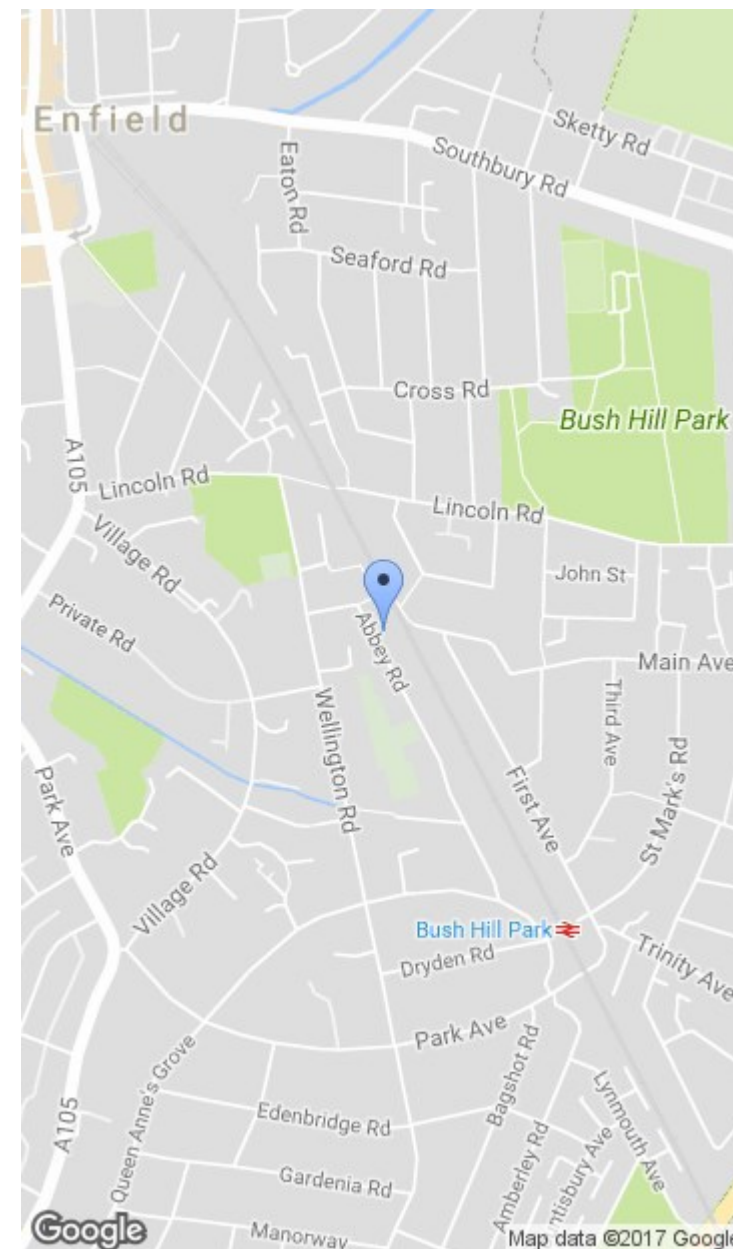 Enfield
Sketty Rd
Southbury Rd
Eaton Rd
Seaford Rd
Cross Rd
Bush Hill Park
A105
Lincoln Rd
Lincoln Rd
Village Rd
John St
Private Rd
Abbey Rd
Main Ave
Third Ave
Wellington Rd
St Mark's Rd
First Ave
Park Ave
Village Rd
Bush Hill Park
Dryden Rd
Trinity Ave
Park Ave
Queen Anne's Grove
Bagshot Rd
Lynmouth Ave
A105
Edenbridge Rd
Amberley Rd
ntisbury Ave
Gardenia Rd
Manorway
Google
Map data ©2017 Google